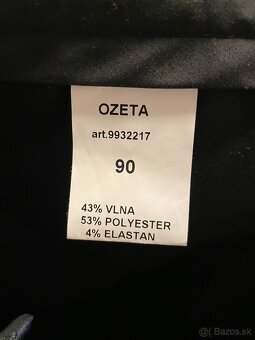 OZETA
art.9932217
90
43% VLNA
53% POLYESTER
4% ELASTAN
Bazos.sk